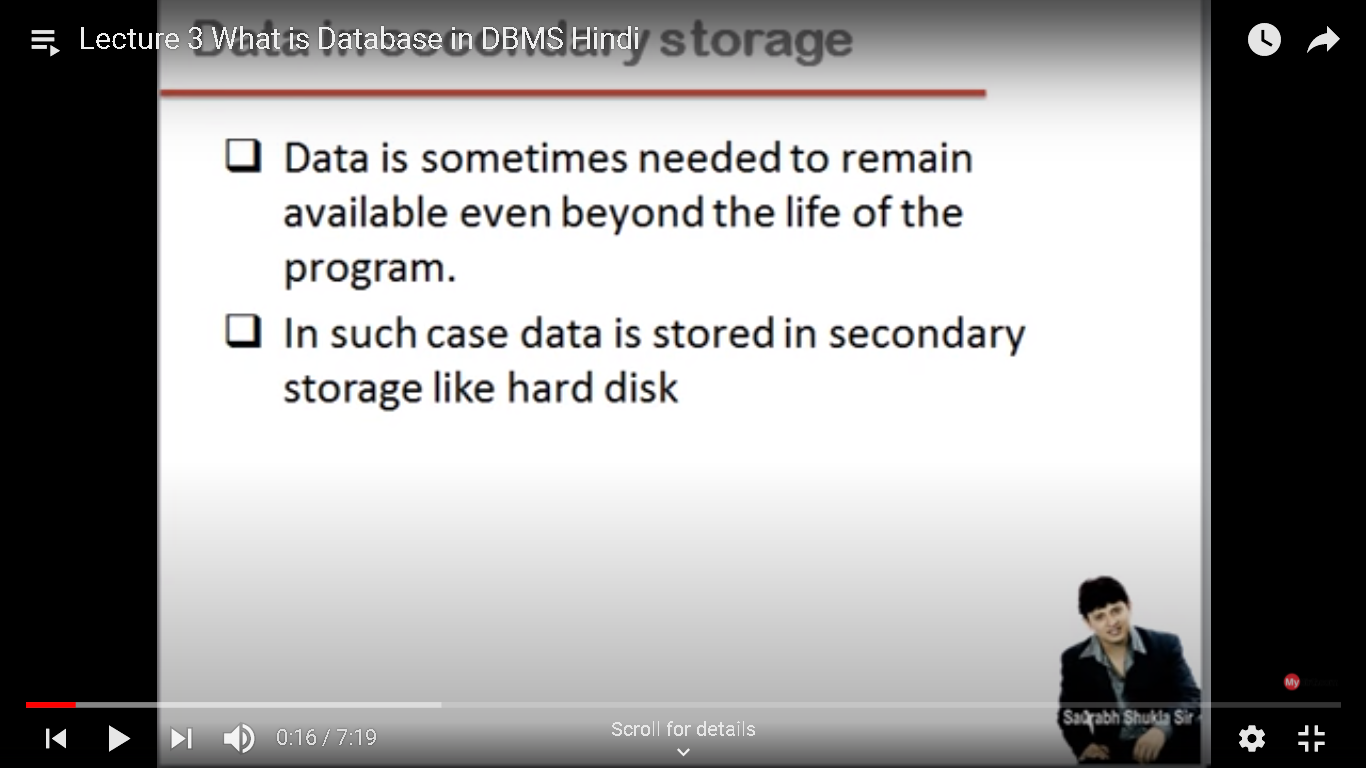 Lecture 3 What is Database in DBMS Hindi
Data in secondary storage
❑ Data is sometimes needed to remain
available even beyond the life of the
program.
❑ In such case data is stored in secondary
storage like hard disk
My
Saurabh Shukla Sir
Scroll for details
0:16 / 7:19